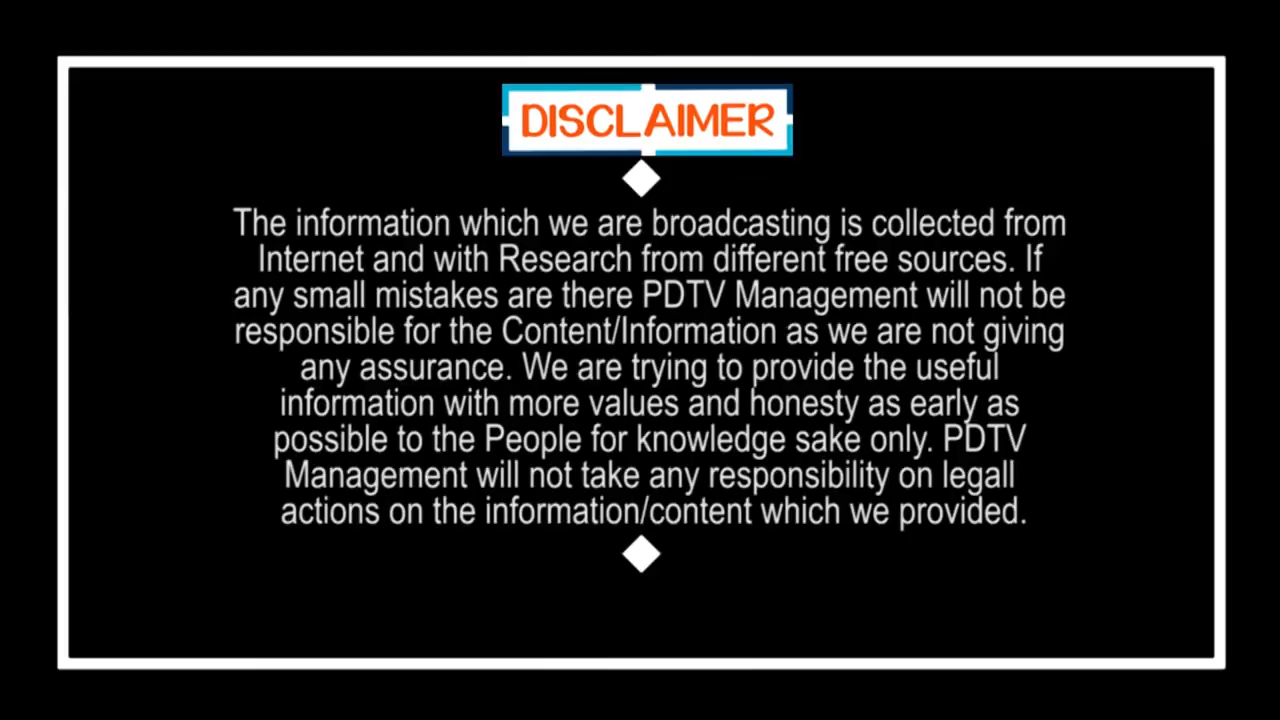 DISCLAIMER
The information which we are broadcasting is collected from
Internet and with Research from different free sources. If
any small mistakes are there PDTV Management will not be
responsible for the Content/Information as we are not giving
any assurance. We are trying to provide the useful
information with more values and honesty as early as
possible to the People for knowledge sake only. PDTV
Management will not take any responsibility on legall
actions on the information/content which we provided.